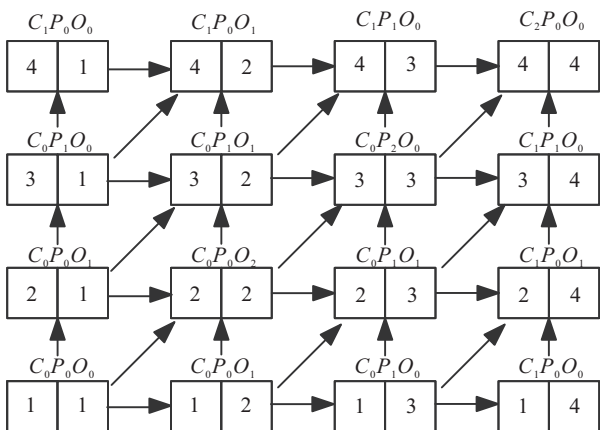 C₁P₀O₀ C₁P₀O₁ C₁P₁O₀ C₂P₀O₀
4 1 4 2 4 3 4 4
C₀P₁O₀ C₀P₁O₁ C₀P₂O₀ C₁P₁O₀
3 1 3 2 3 3 3 4
C₀P₀O₁ C₀P₀O₂ C₀P₁O₁ C₁P₀O₁
2 1 2 2 2 3 2 4
C₀P₀O₀ C₀P₀O₁ C₀P₁O₀ C₁P₀O₀
1 1 1 2 1 3 1 4